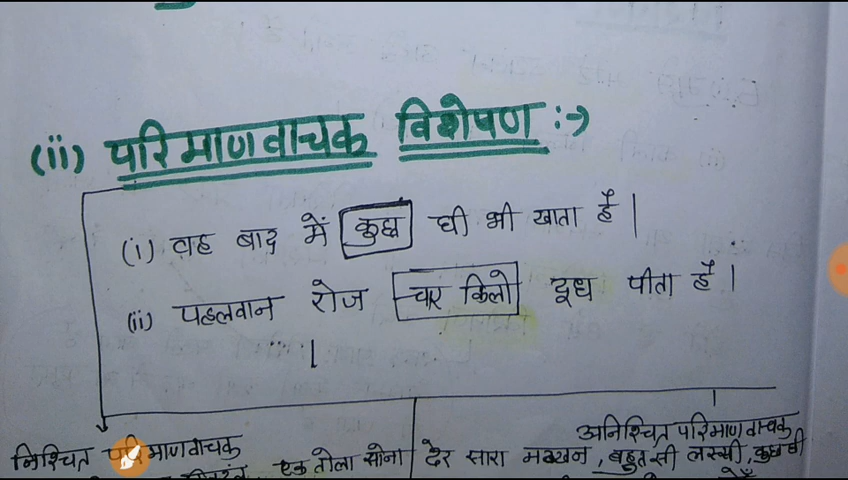 (ii) परिमाणवाचक विशेषण :→
(i) वह बाद में कुछ घी भी खाता है |
(ii) पहलवान रोज चार किलो दूध पीता है |
निश्चित परिमाणवाचक
एक तोला सोना
अनिश्चित परिमाणवाचक
ढेर सारा मक्खन, बहुत सी लस्सी, कुछ घी